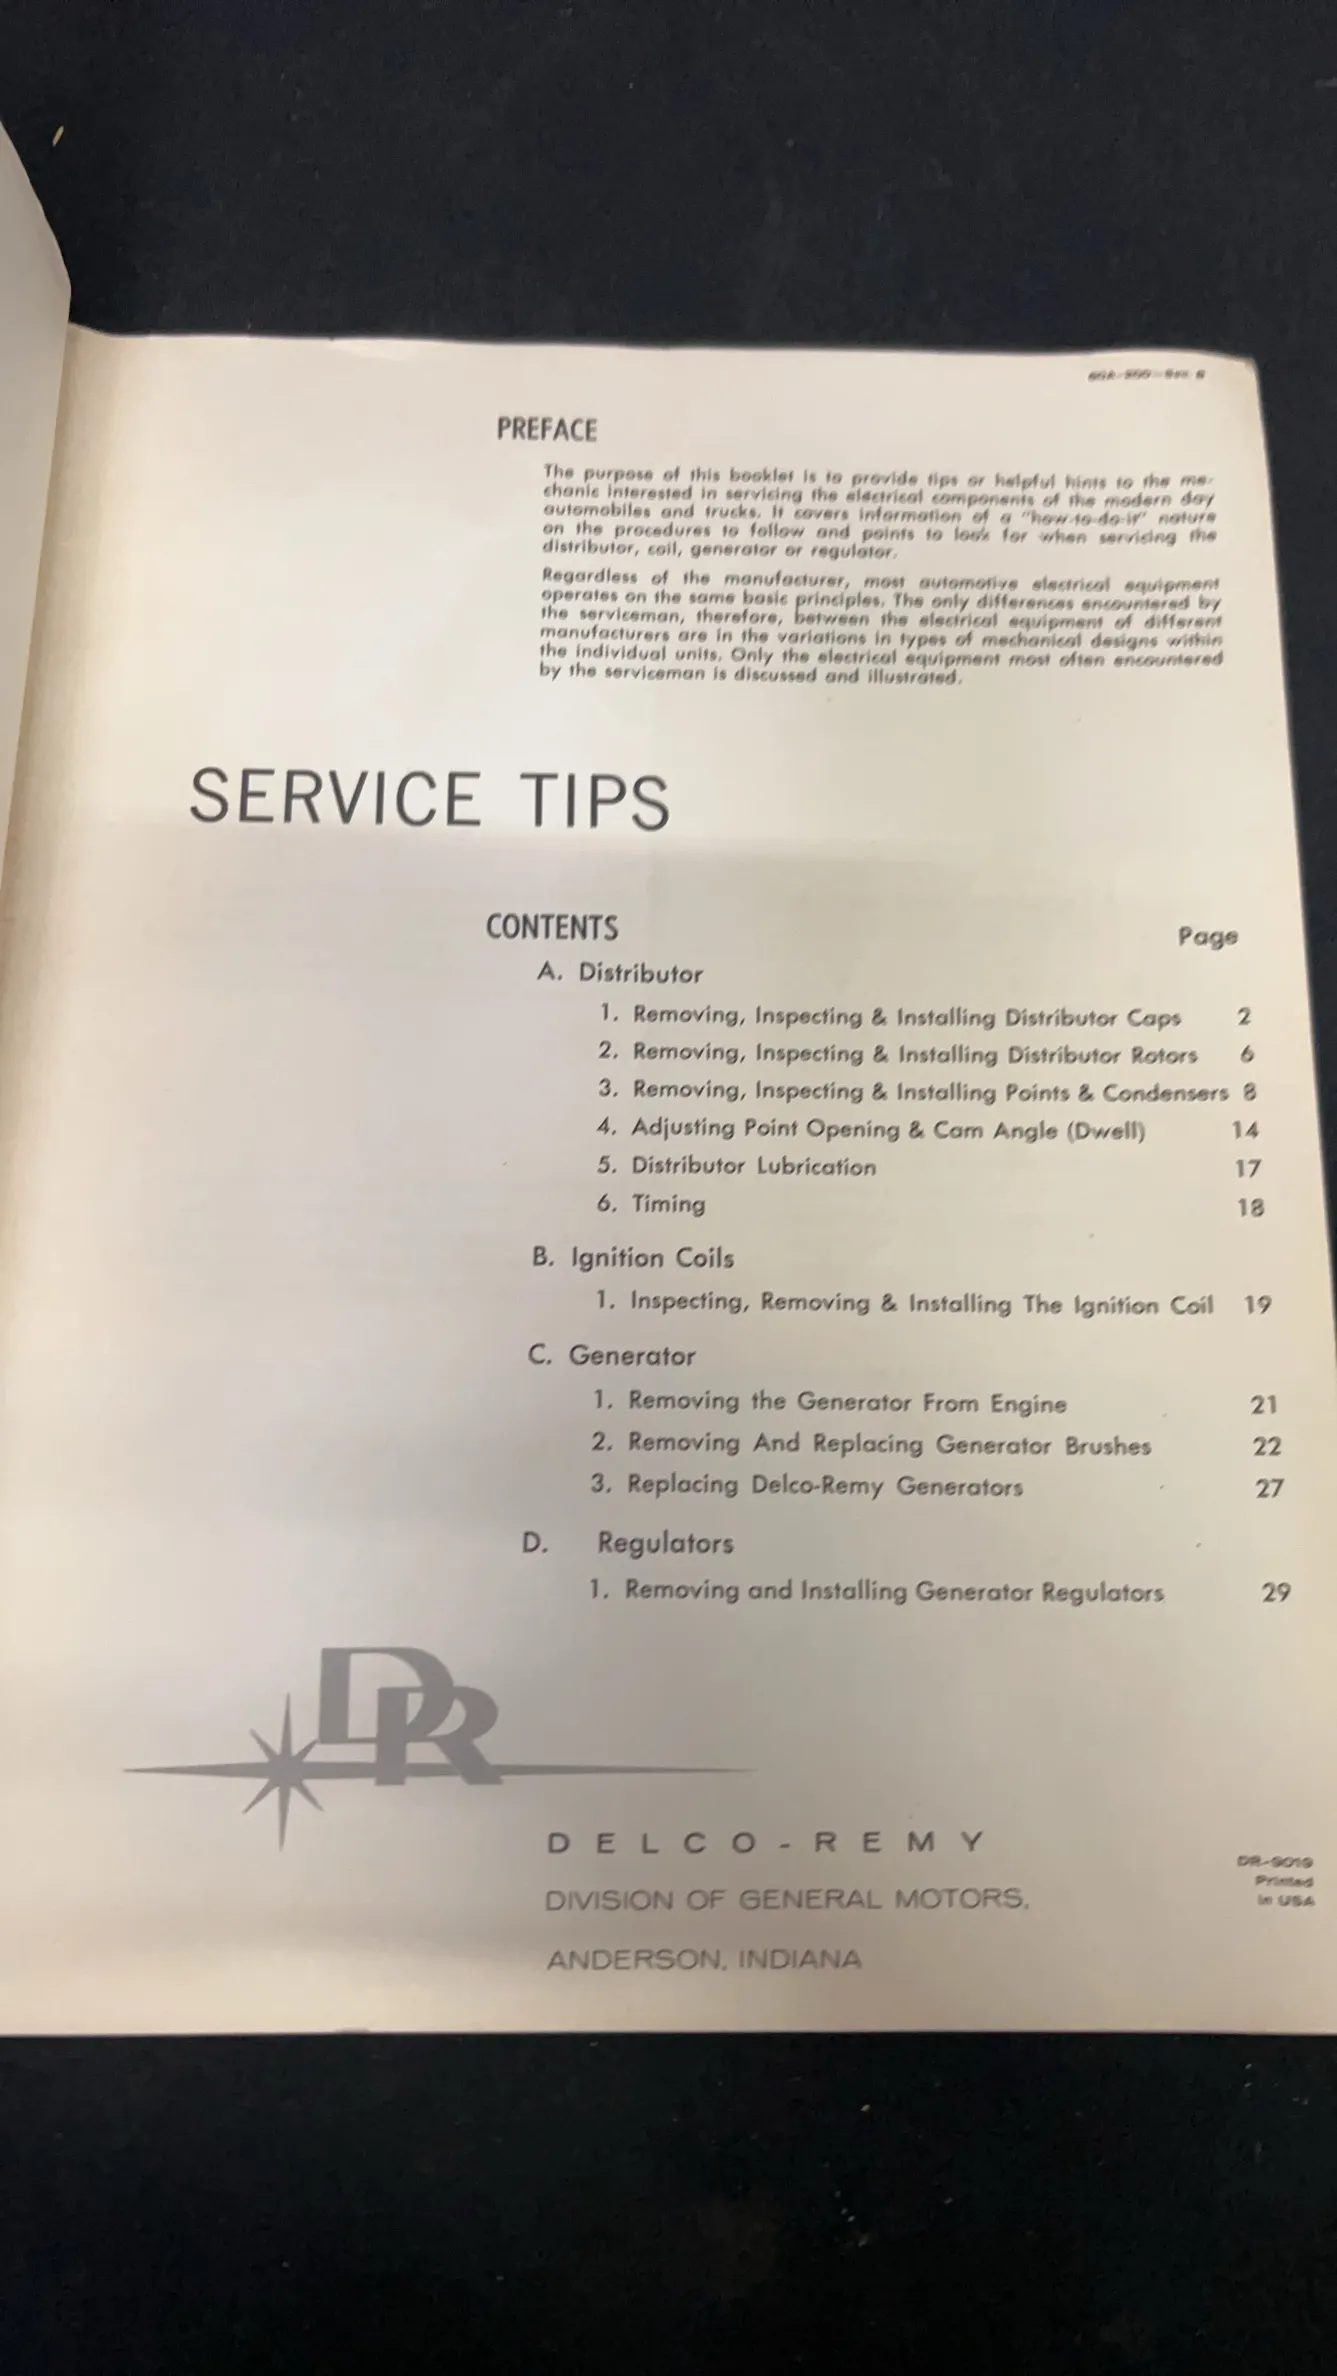 PREFACE
The purpose of this booklet is to provide tips or helpful hints to the me-
chanic interested in servicing the electrical components of the modern day
automobiles and trucks. It covers information of a "how-to-do-it" nature
on the procedures to follow and points to look for when servicing the
distributor, coil, generator or regulator.
Regardless of the manufacturer, most automotive electrical equipment
operates on the same basic principles. The only differences encountered by
the serviceman, therefore, between the electrical equipment of different
manufacturers are in the variations in types of mechanical designs within
the individual units. Only the electrical equipment most often encountered
by the serviceman is discussed and illustrated.
SERVICE TIPS
CONTENTS Page
A. Distributor
1. Removing, Inspecting & Installing Distributor Caps 2
2. Removing, Inspecting & Installing Distributor Rotors 6
3. Removing, Inspecting & Installing Points & Condensers 8
4. Adjusting Point Opening & Cam Angle (Dwell) 14
5. Distributor Lubrication 17
6. Timing 18
B. Ignition Coils
1. Inspecting, Removing & Installing The Ignition Coil 19
C. Generator
1. Removing the Generator From Engine 21
2. Removing And Replacing Generator Brushes 22
3. Replacing Delco-Remy Generators 27
D. Regulators
1. Removing and Installing Generator Regulators 29
DR
DELCO-REMY
DIVISION OF GENERAL MOTORS,
ANDERSON, INDIANA
Printed
in USA